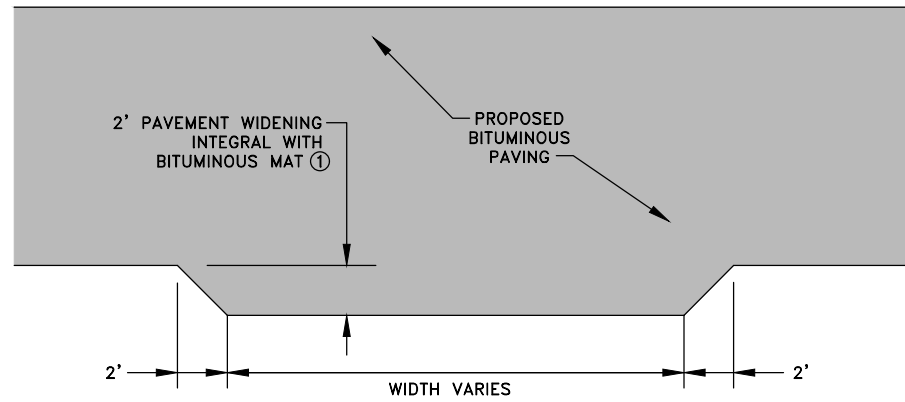 2' PAVEMENT WIDENING
INTEGRAL WITH
BITUMINOUS MAT ①
PROPOSED
BITUMINOUS
PAVING
2'
WIDTH VARIES
2'